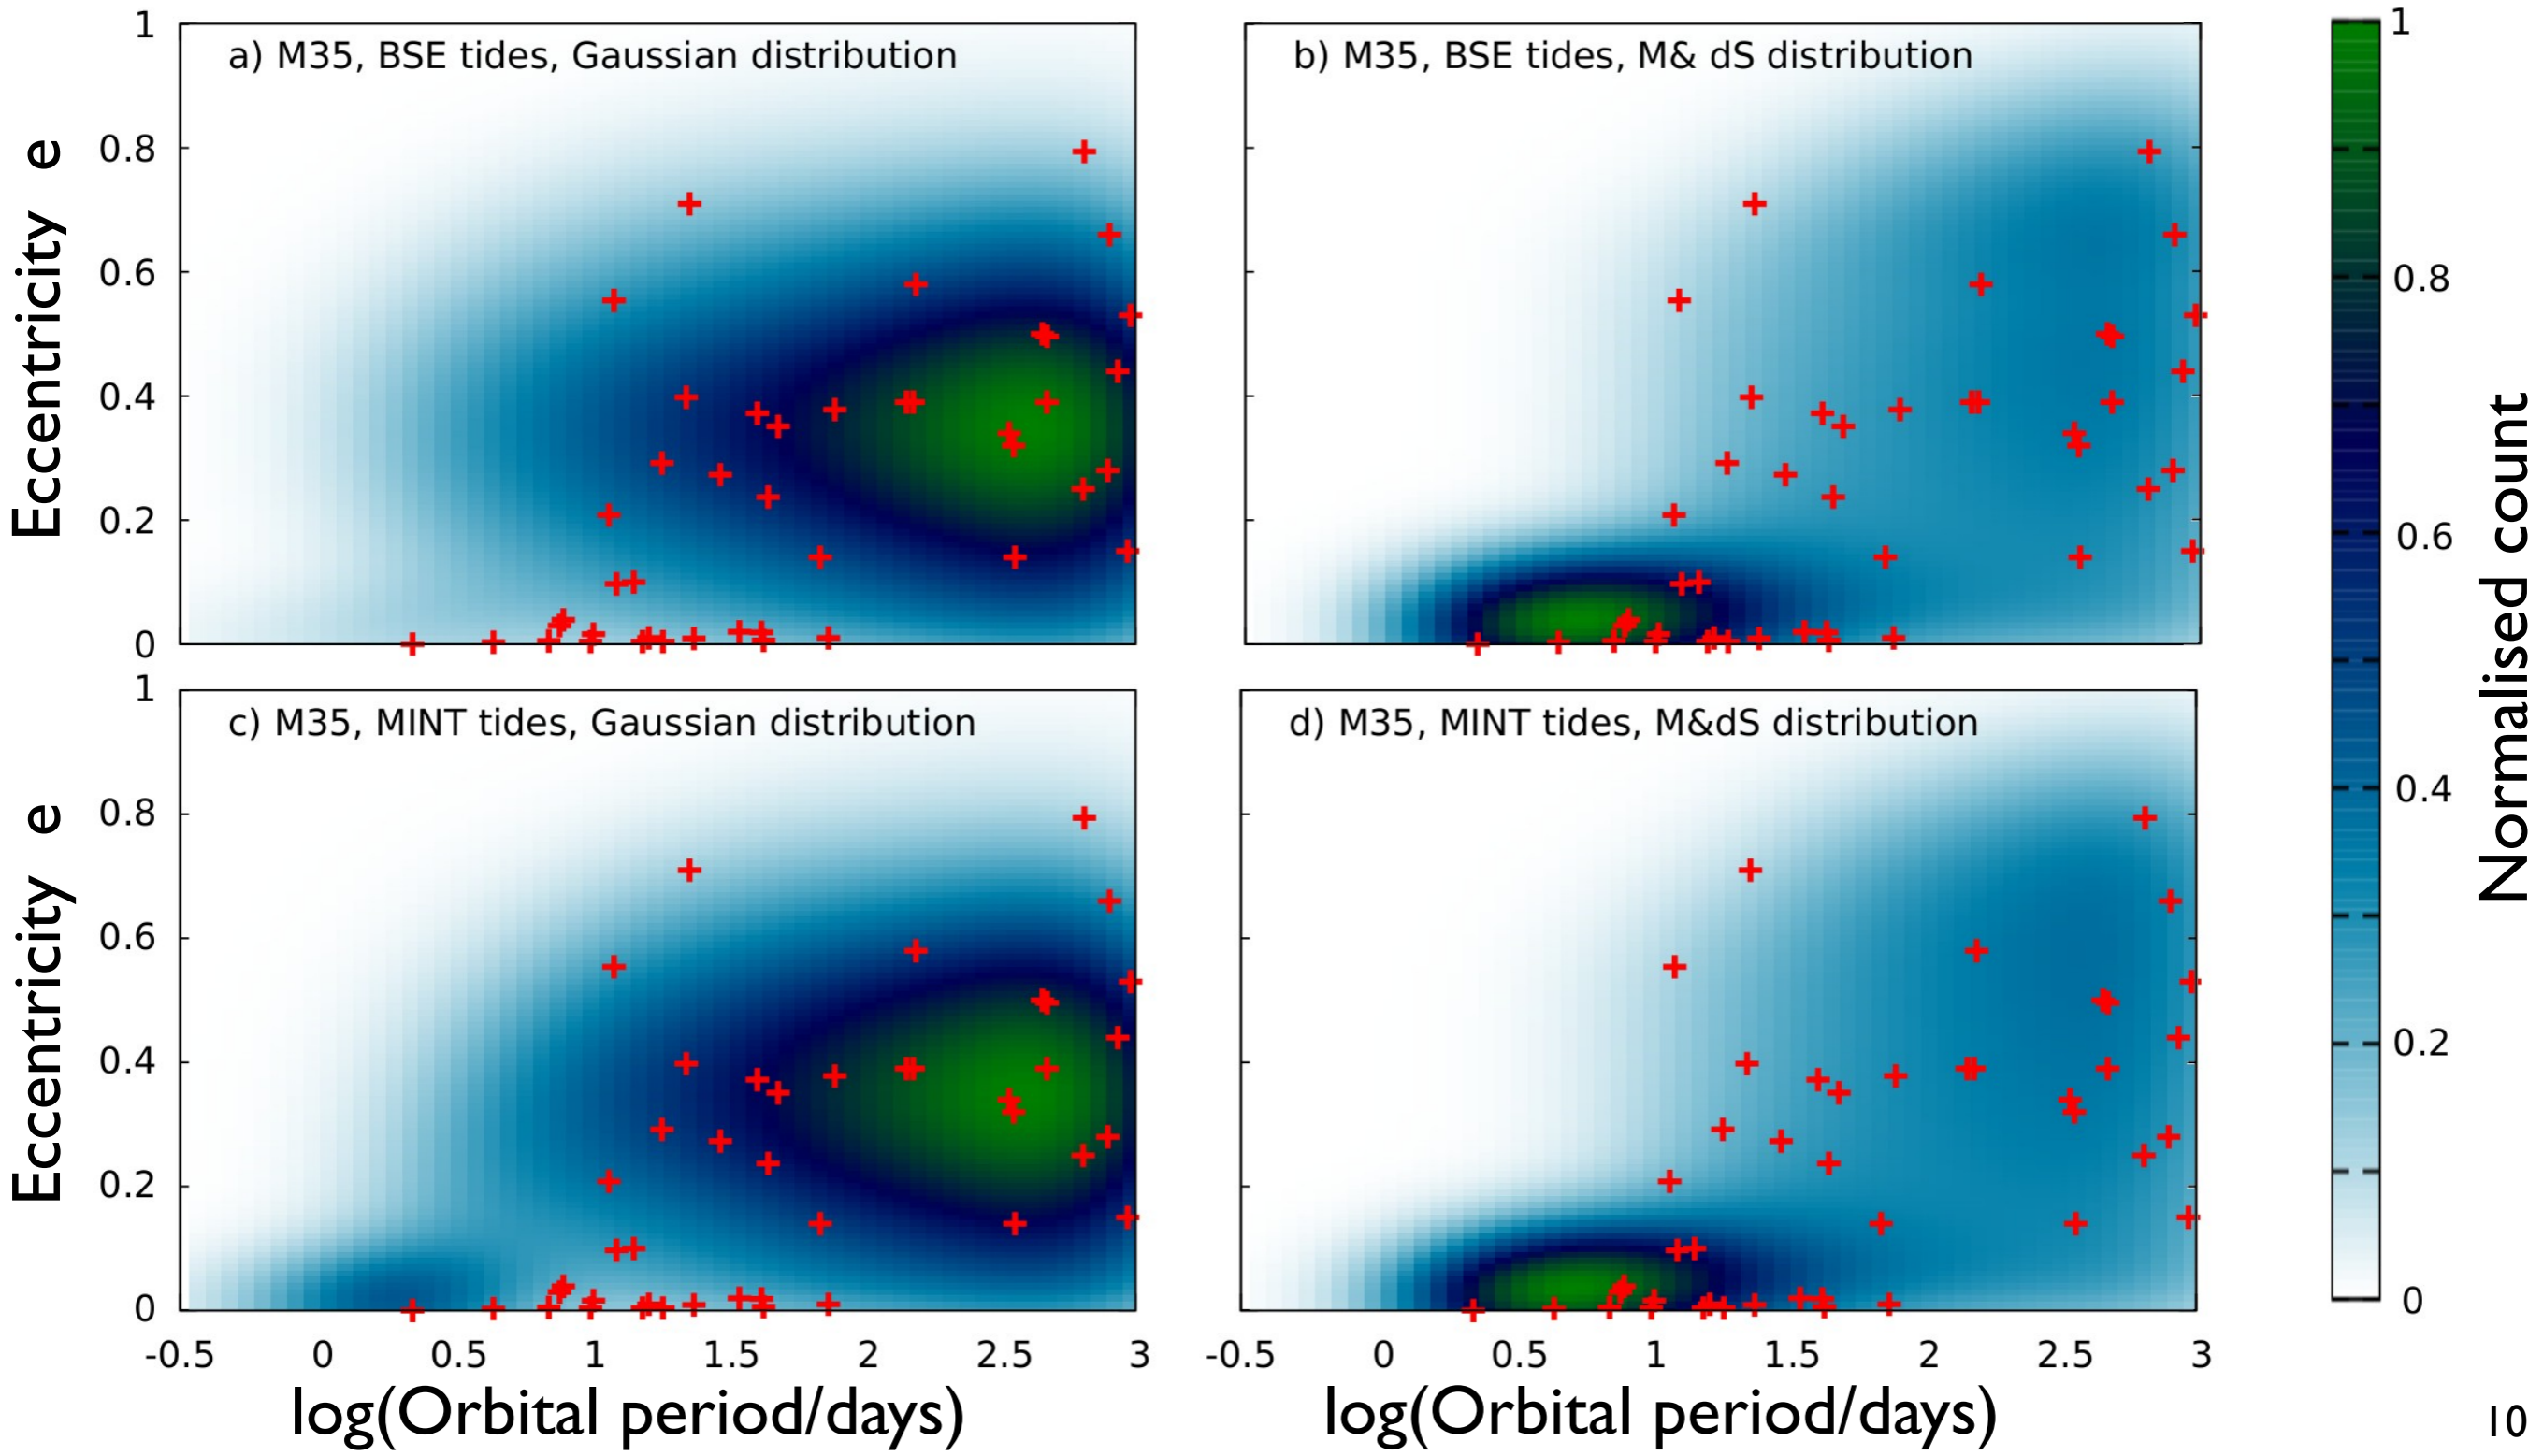 a) M35, BSE tides, Gaussian distribution
b) M35, BSE tides, M& dS distribution
1
0.8
0.6
0.4
0.2
0
Eccentricity e
c) M35, MINT tides, Gaussian distribution
d) M35, MINT tides, M&dS distribution
1
0.8
0.6
0.4
0.2
0
Eccentricity e
-0.5 0 0.5 1 1.5 2 2.5 3
-0.5 0 0.5 1 1.5 2 2.5 3
log(Orbital period/days)
log(Orbital period/days)
1
0.8
0.6
0.4
0.2
0
Normalised count
10